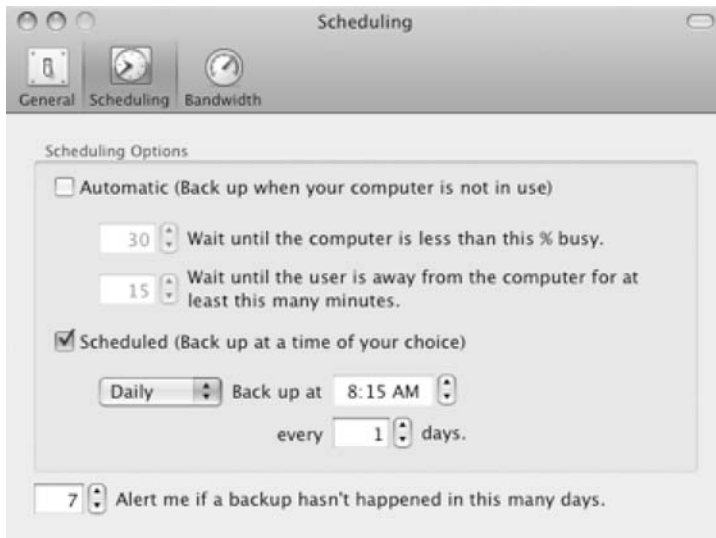 Scheduling
General Scheduling Bandwidth
Scheduling Options
Automatic (Back up when your computer is not in use)
30 Wait until the computer is less than this % busy.
15 Wait until the user is away from the computer for at
least this many minutes.
Scheduled (Back up at a time of your choice)
Daily Back up at 8:15 AM
every 1 days.
7 Alert me if a backup hasn't happened in this many days.